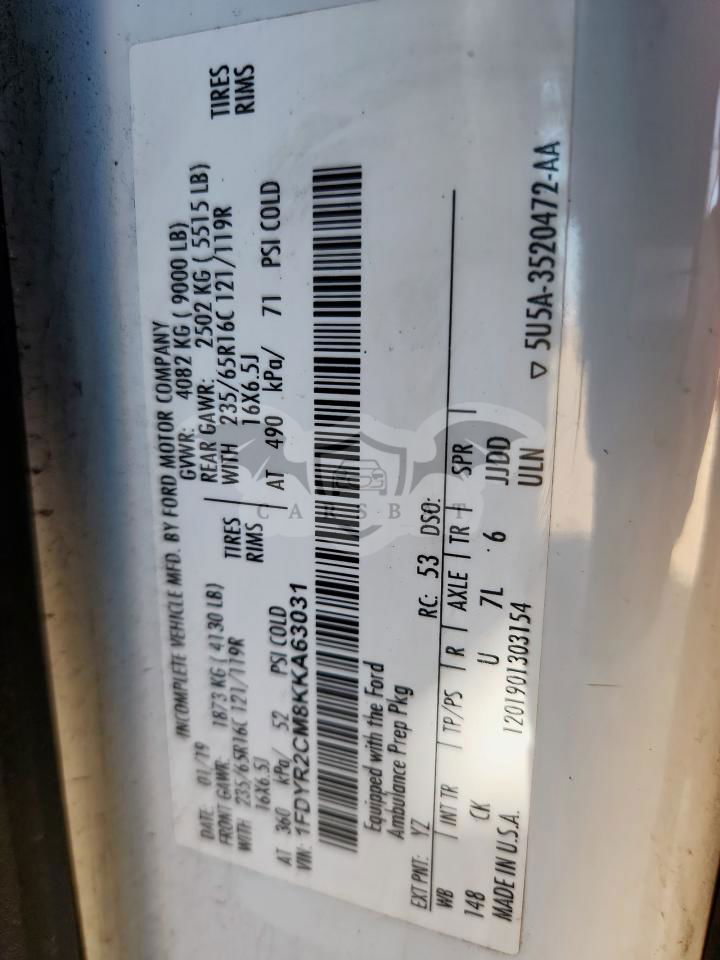 INCOMPLETE VEHICLE MFD. BY FORD MOTOR COMPANY
DATE: 01/19 GVWR: 4082 KG ( 9000 LB)
FRONT GAWR: 1873 KG ( 4130 LB) REAR GAWR: 2502 KG ( 5515 LB)
WITH 235/65R16C 121/119R TIRES WITH 235/65R16C 121/119R TIRES
16X6.5J RIMS 16X6.5J RIMS
AT 360 kPa/ 52 PSI COLD AT 490 kPa/ 71 PSI COLD
VIN: 1FDYR2CM8KKA63031
Equipped with the Ford
Ambulance Prep Pkg
EXT PNT: YZ RC: 53 DSO:
WB INT TR TP/PS R AXLE TR SPR
148 CK U 7L 6 JJDD
ULN
MADE IN U.S.A. 1201901303154
▽ 5U5A-3520472-AA
CARSBIT